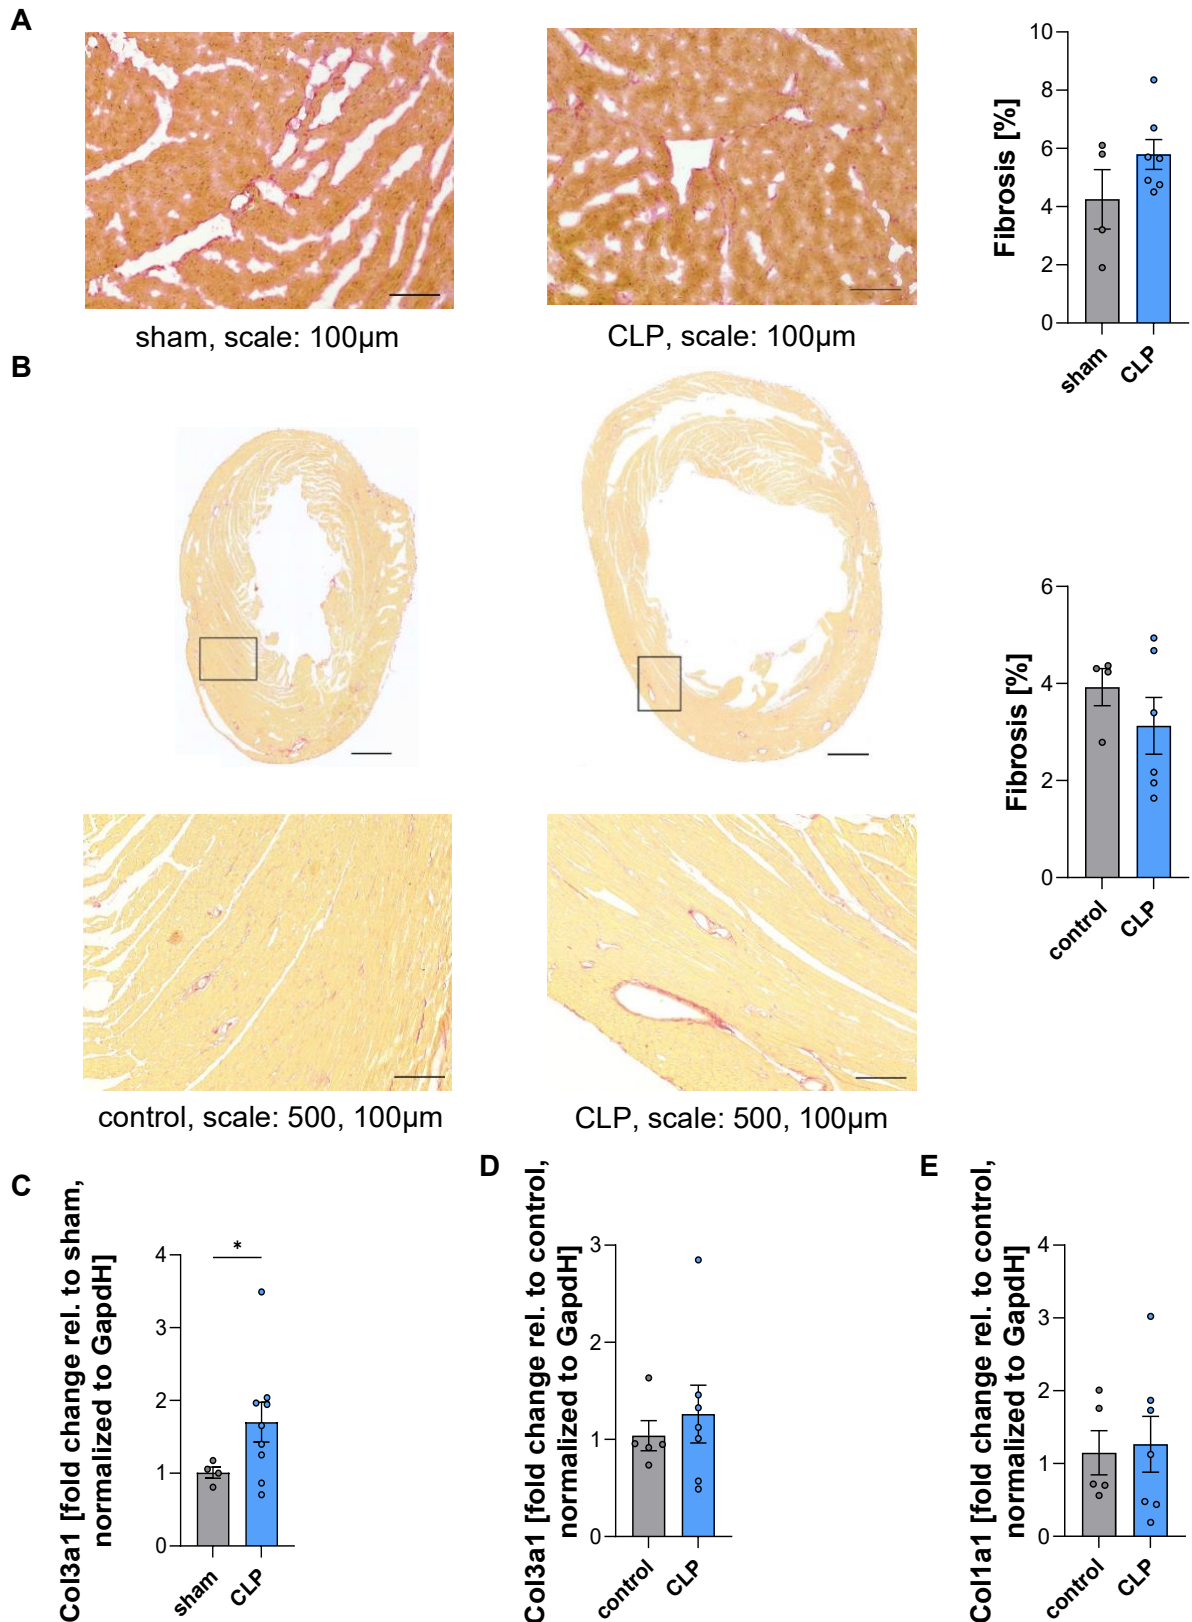 A
sham, scale: 100µm
CLP, scale: 100µm
Fibrosis [%]
10
8
6
4
2
0
sham
CLP
B
control, scale: 500, 100µm
CLP, scale: 500, 100µm
Fibrosis [%]
6
4
2
0
control
CLP
C
Col3a1 [fold change rel. to sham,
normalized to GapdH]
4
3
2
1
0
*
sham
CLP
D
Col3a1 [fold change rel. to control,
normalized to GapdH]
3
2
1
0
control
CLP
E
Col1a1 [fold change rel. to control,
normalized to GapdH]
4
3
2
1
0
control
CLP